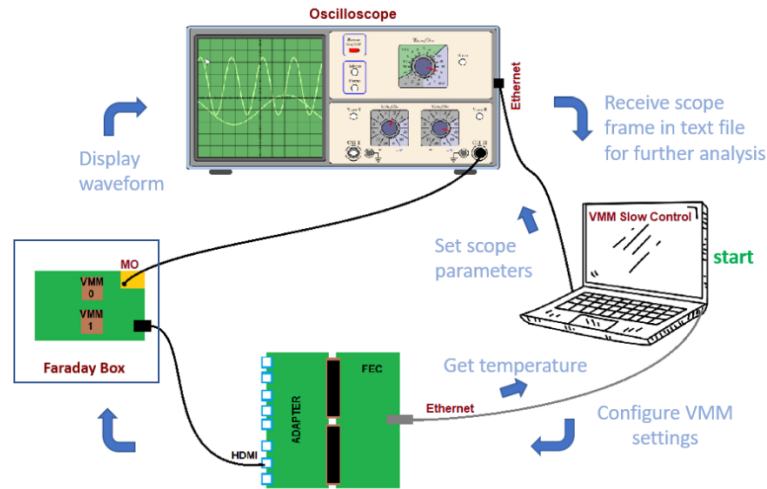 Oscilloscope
Ethernet
Receive scope
frame in text file
for further analysis
Display
waveform
VMM Slow Control
start
Set scope
parameters
MO
VMM
0
VMM
1
Faraday Box
Get temperature
FEC
ADAPTER
Ethernet
HDMI
Configure VMM
settings